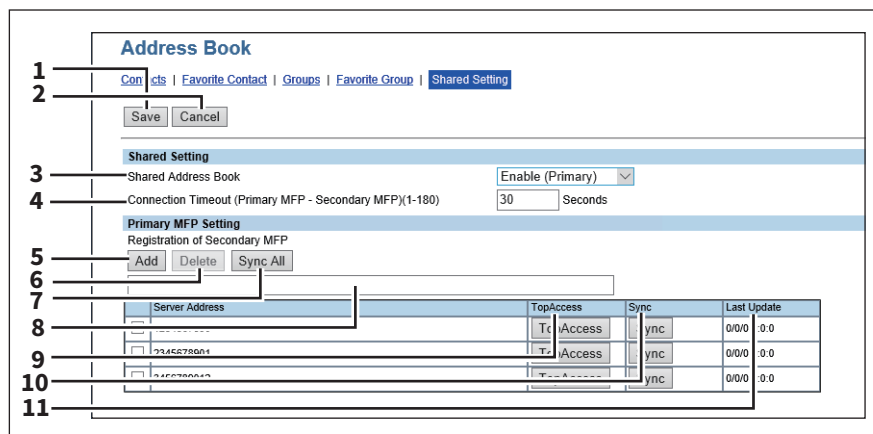 Address Book
1
Contacts | Favorite Contact | Groups | Favorite Group | Shared Setting
2
Save Cancel
Shared Setting
3 Shared Address Book Enable (Primary)
4 Connection Timeout (Primary MFP - Secondary MFP)(1-180) 30 Seconds
Primary MFP Setting
Registration of Secondary MFP
5 Add Delete Sync All
6
7
8
Server Address TopAccess Sync Last Update
TopAccess Sync 0/0/0 :0:0
9
2345678901 TopAccess Sync 0/0/0 :0:0
10
TopAccess Sync 0/0/0 :0:0
11